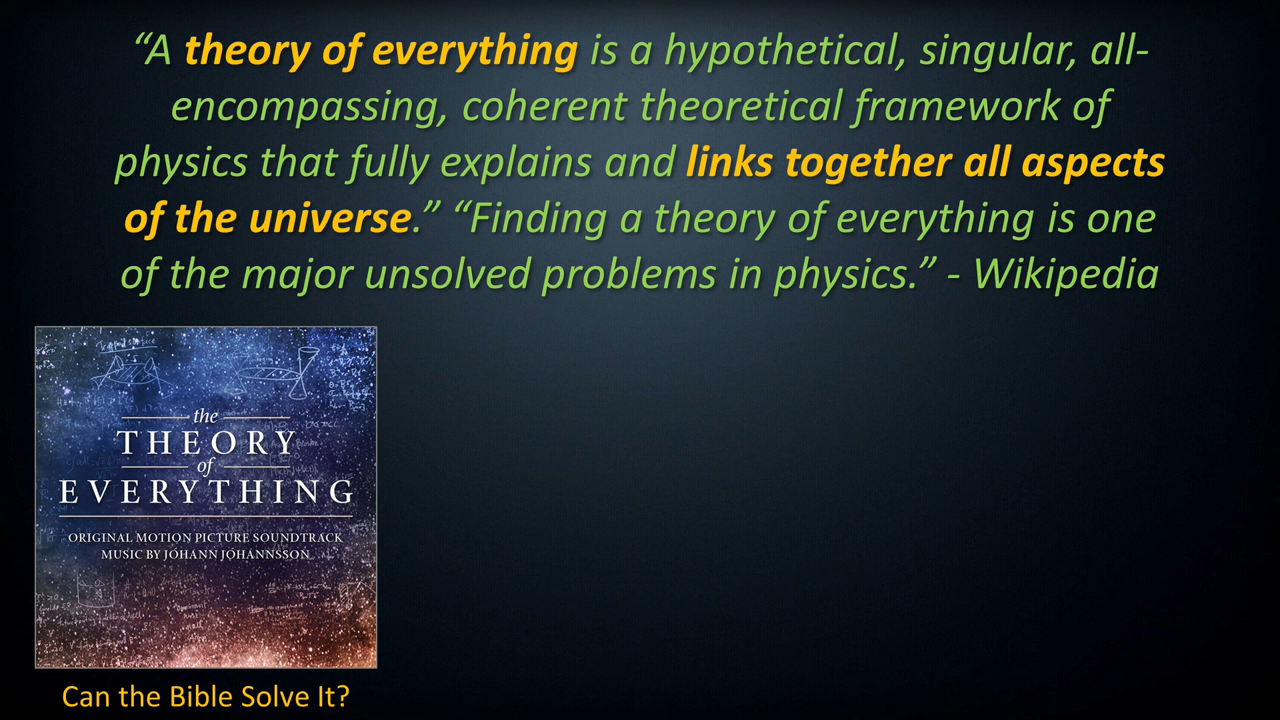 “A theory of everything is a hypothetical, singular, all-
encompassing, coherent theoretical framework of
physics that fully explains and links together all aspects
of the universe.” “Finding a theory of everything is one
of the major unsolved problems in physics.” - Wikipedia
the
THEORY
of
EVERYTHING
ORIGINAL MOTION PICTURE SOUNDTRACK
MUSIC BY JÓHANN JÓHANNSSON
Can the Bible Solve It?